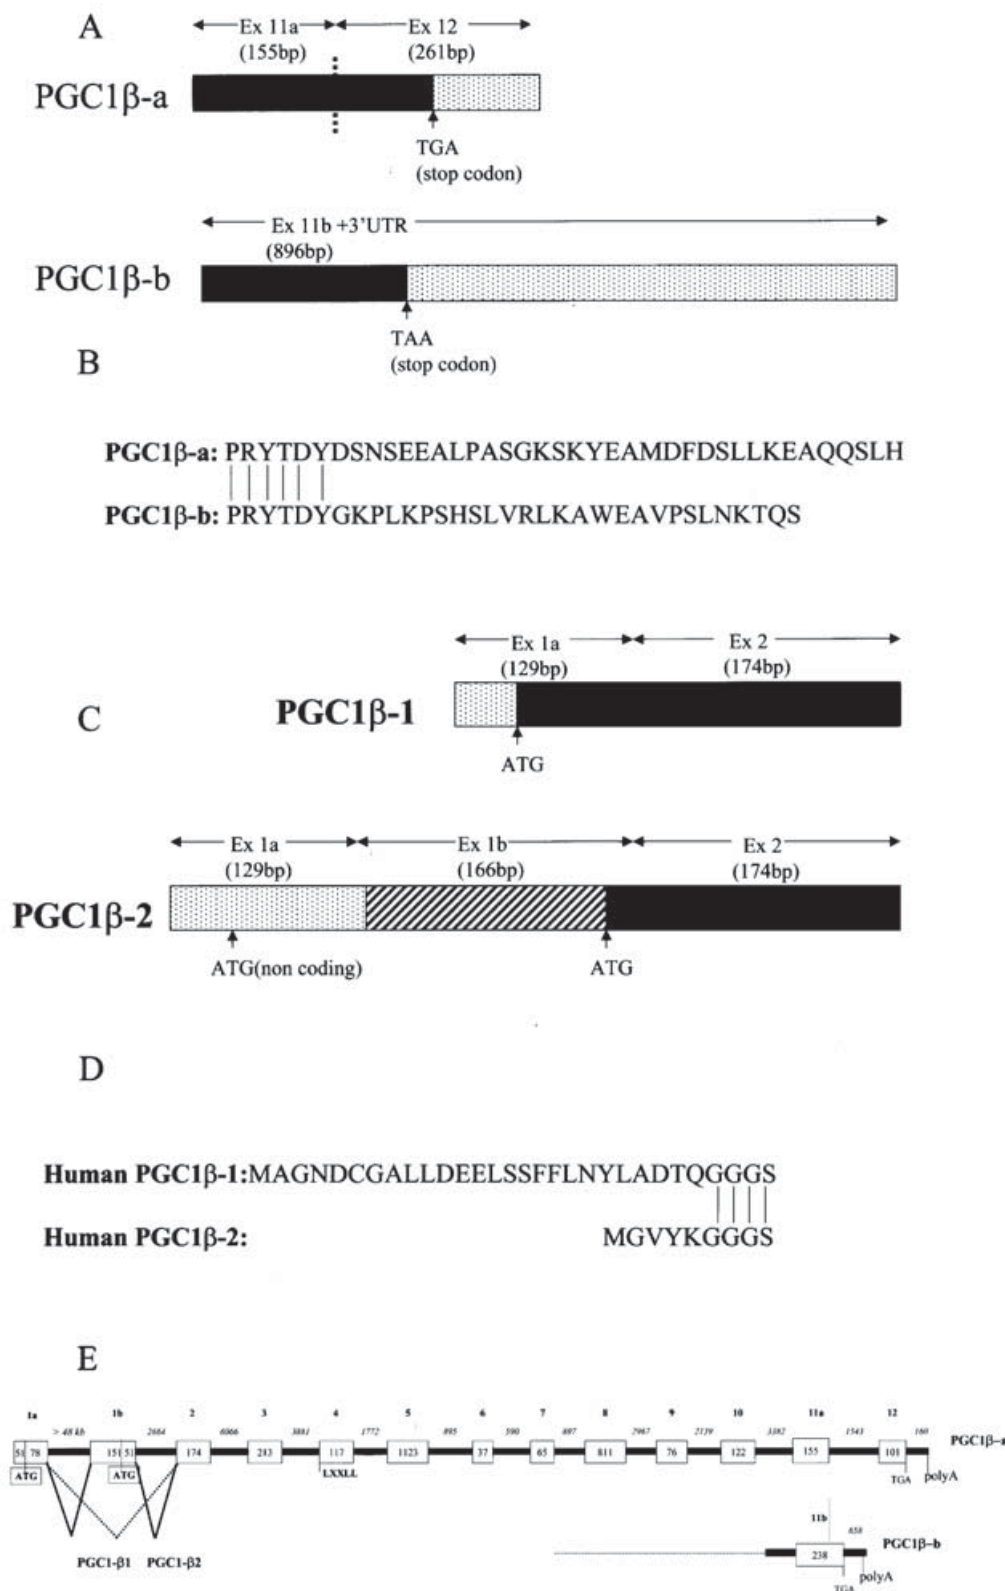 A
Ex 11a
(155bp)
Ex 12
(261bp)
PGC1β-a
TGA
(stop codon)
Ex 11b +3'UTR
(896bp)
PGC1β-b
TAA
(stop codon)
B
PGC1β-a: PRYTDYDSNSEEALPASGKSKYEAMDFDSLLKEAQQSLH
PGC1β-b: PRYTDYGKPLKPSHSLVRLKAWEAVPSLNKTQS
C
Ex 1a
(129bp)
Ex 2
(174bp)
PGC1β-1
ATG
Ex 1a
(129bp)
Ex 1b
(166bp)
Ex 2
(174bp)
PGC1β-2
ATG(non coding)
ATG
D
Human PGC1β-1:MAGNDCGALLDEELSSFFLNYLADTQGGGS
Human PGC1β-2: MGVYKGGGS
E
1a 1b 2 3 4 5 6 7 8 9 10 11a 12
> 48 kb 2664 6066 1772 895 590 2967 2139 3382 1543 160
51 78 151 51 174 213 117 1123 37 65 811 76 122 155 101
PGC1β-a
ATG ATG LXXLL TGA polyA
PGC1-β1 PGC1-β2
11b
658
PGC1β-b
238
TGA polyA